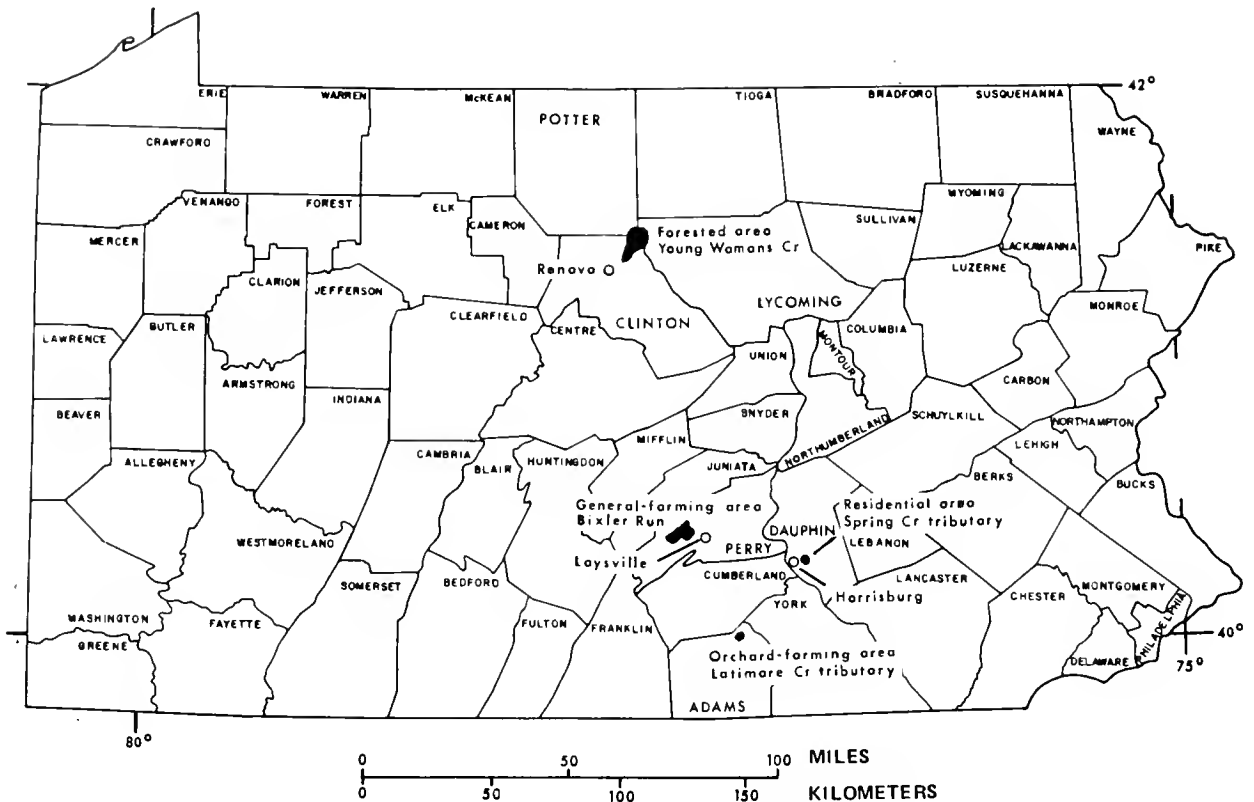 ERIE
WARREN
McKEAN
TIOGA
BRADFORD
SUSQUEHANNA
42°
POTTER
WAYNE
CRAWFORD
VENANGO
FOREST
ELK
CAMERON
WYOMING
SULLIVAN
LACKAWANNA
PIKE
MERCER
Forested area
Young Womans Cr
Renovo
LUZERNE
CLARION
JEFFERSON
CLEARFIELD
CENTRE
CLINTON
LYCOMING
COLUMBIA
MONROE
LAWRENCE
BUTLER
UNION
MONTOUR
ARMSTRONG
INDIANA
CARBON
BEAVER
SNYDER
NORTHUMBERLAND
SCHUYLKILL
NORTHAMPTON
MIFFLIN
LEHIGH
ALLEGHENY
CAMBRIA
BLAIR
HUNTINGDON
JUNIATA
BERKS
BUCKS
General-farming area
Bixler Run
Residential area
Spring Cr tributary
WESTMORELAND
DAUPHIN
LEBANON
Loysville
PERRY
SOMERSET
BEDFORD
CUMBERLAND
LANCASTER
Harrisburg
MONTGOMERY
CHESTER
YORK
WASHINGTON
FAYETTE
FULTON
FRANKLIN
PHILADELPHIA
40°
GREENE
Orchard-farming area
Latimore Cr tributary
DELAWARE
75°
ADAMS
80°
0 50 100 MILES
0 50 100 150 KILOMETERS